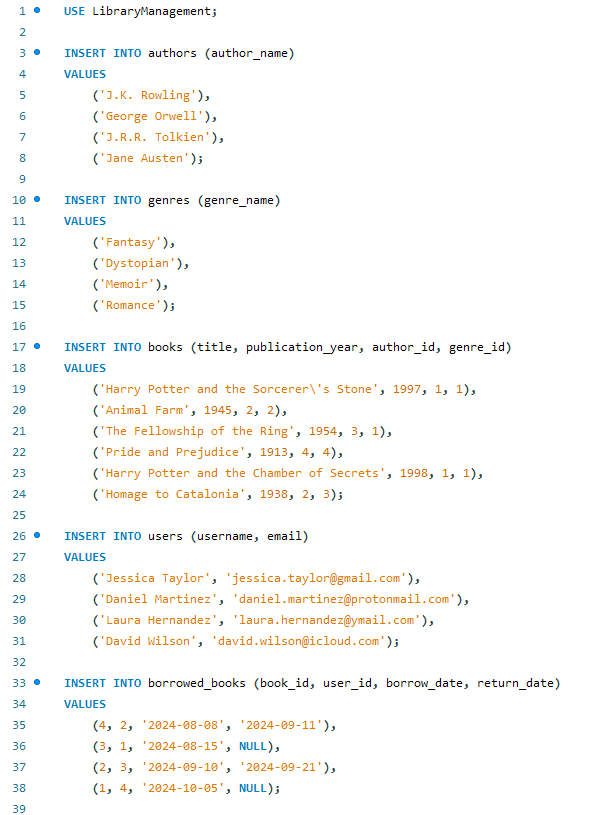 1 USE LibraryManagement;
2
3 INSERT INTO authors (author_name)
4 VALUES
5 ('J.K. Rowling'),
6 ('George Orwell'),
7 ('J.R.R. Tolkien'),
8 ('Jane Austen');
9
10 INSERT INTO genres (genre_name)
11 VALUES
12 ('Fantasy'),
13 ('Dystopian'),
14 ('Memoir'),
15 ('Romance');
16
17 INSERT INTO books (title, publication_year, author_id, genre_id)
18 VALUES
19 ('Harry Potter and the Sorcerer\'s Stone', 1997, 1, 1),
20 ('Animal Farm', 1945, 2, 2),
21 ('The Fellowship of the Ring', 1954, 3, 1),
22 ('Pride and Prejudice', 1913, 4, 4),
23 ('Harry Potter and the Chamber of Secrets', 1998, 1, 1),
24 ('Homage to Catalonia', 1938, 2, 3);
25
26 INSERT INTO users (username, email)
27 VALUES
28 ('Jessica Taylor', 'jessica.taylor@gmail.com'),
29 ('Daniel Martinez', 'daniel.martinez@protonmail.com'),
30 ('Laura Hernandez', 'laura.hernandez@ymail.com'),
31 ('David Wilson', 'david.wilson@icloud.com');
32
33 INSERT INTO borrowed_books (book_id, user_id, borrow_date, return_date)
34 VALUES
35 (4, 2, '2024-08-08', '2024-09-11'),
36 (3, 1, '2024-08-15', NULL),
37 (2, 3, '2024-09-10', '2024-09-21'),
38 (1, 4, '2024-10-05', NULL);
39